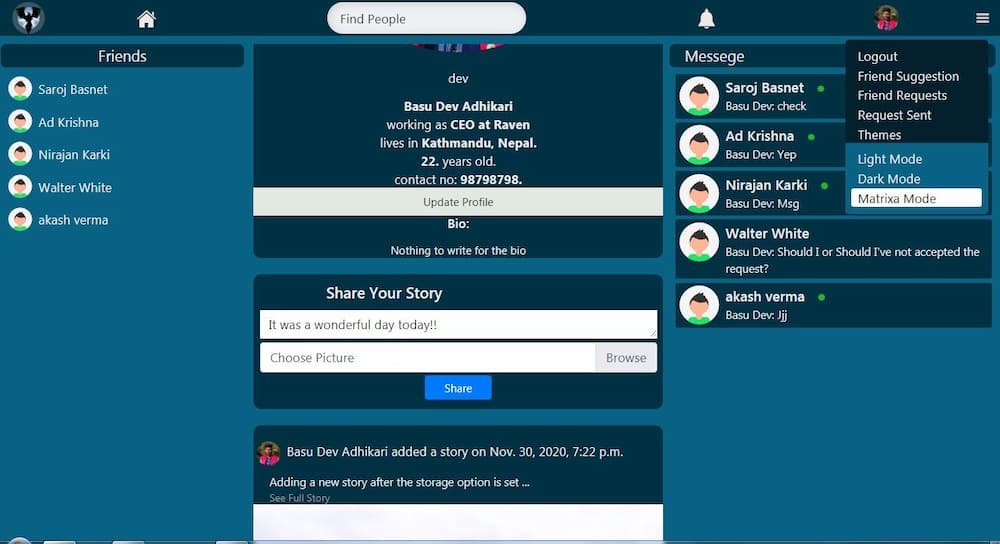 Find People
Friends
Saroj Basnet
Ad Krishna
Nirajan Karki
Walter White
akash verma
dev
Basu Dev Adhikari
working as CEO at Raven
lives in Kathmandu, Nepal.
22. years old.
contact no: 98798798.
Update Profile
Bio:
Nothing to write for the bio
Share Your Story
It was a wonderful day today!!
Choose Picture
Browse
Share
Basu Dev Adhikari added a story on Nov. 30, 2020, 7:22 p.m.
Adding a new story after the storage option is set ...
See Full Story
Messege
Saroj Basnet
Basu Dev: check
Ad Krishna
Basu Dev: Yep
Nirajan Karki
Basu Dev: Msg
Walter White
Basu Dev: Should I or Should I've not accepted the
request?
akash verma
Basu Dev: Jjj
Logout
Friend Suggestion
Friend Requests
Request Sent
Themes
Light Mode
Dark Mode
Matrixa Mode